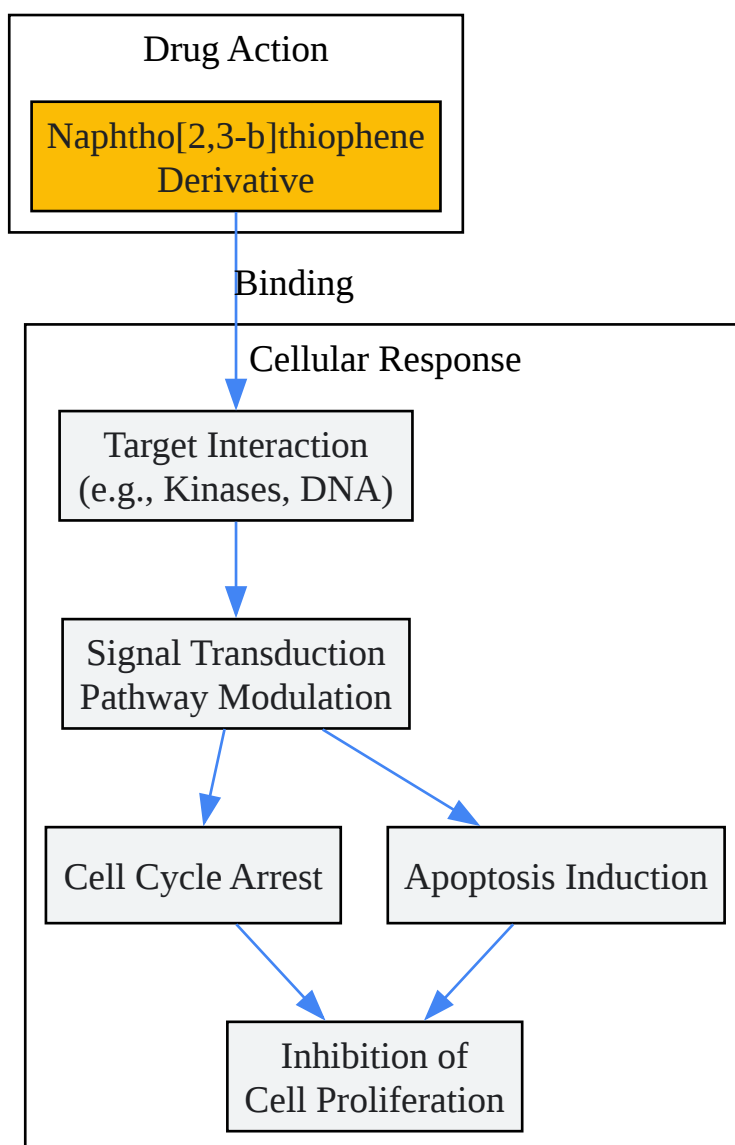 Drug Action
Naphtho[2,3-b]thiophene
Derivative
Binding
Cellular Response
Target Interaction
(e.g., Kinases, DNA)
Signal Transduction
Pathway Modulation
Cell Cycle Arrest
Apoptosis Induction
Inhibition of
Cell Proliferation